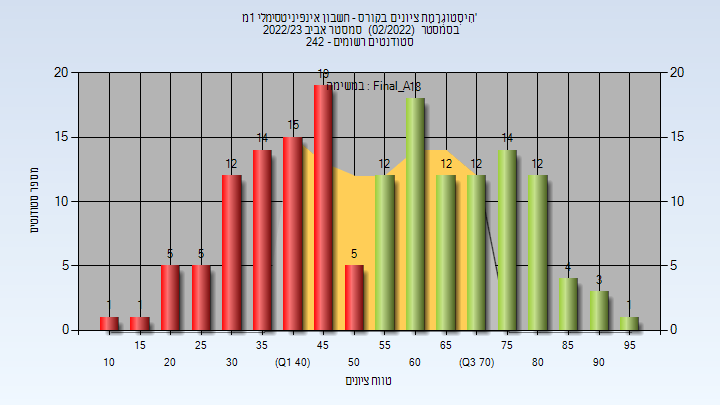 'הִיסְטוֹגְרָמַת ציונים בקורס - חשבון אינפיניטסימלי 1מ
בסמסטר (02/2022) סמסטר אביב 2022/23
סטודנטים רשומים - 242
במשימה : Final_A
20 19 20
18
15 15 14 15 14
12 12 12 12 12
10 10
5 5 5 5 5
4
3
1 1 1
0 0
מספר סטודנטים
15 25 35 45 55 65 75 85 95
10 20 30 (Q1 40) 50 60 (Q3 70) 80 90
טווח ציונים